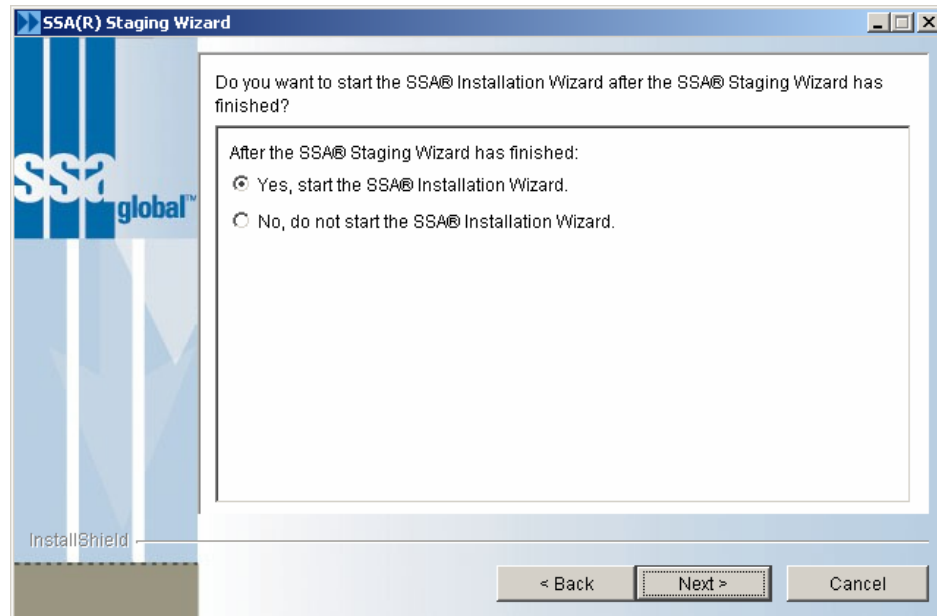 SSA(R) Staging Wizard
Do you want to start the SSA® Installation Wizard after the SSA® Staging Wizard has
finished?
After the SSA® Staging Wizard has finished:
Yes, start the SSA® Installation Wizard.
No, do not start the SSA® Installation Wizard.
ssa global™
InstallShield
< Back
Next >
Cancel